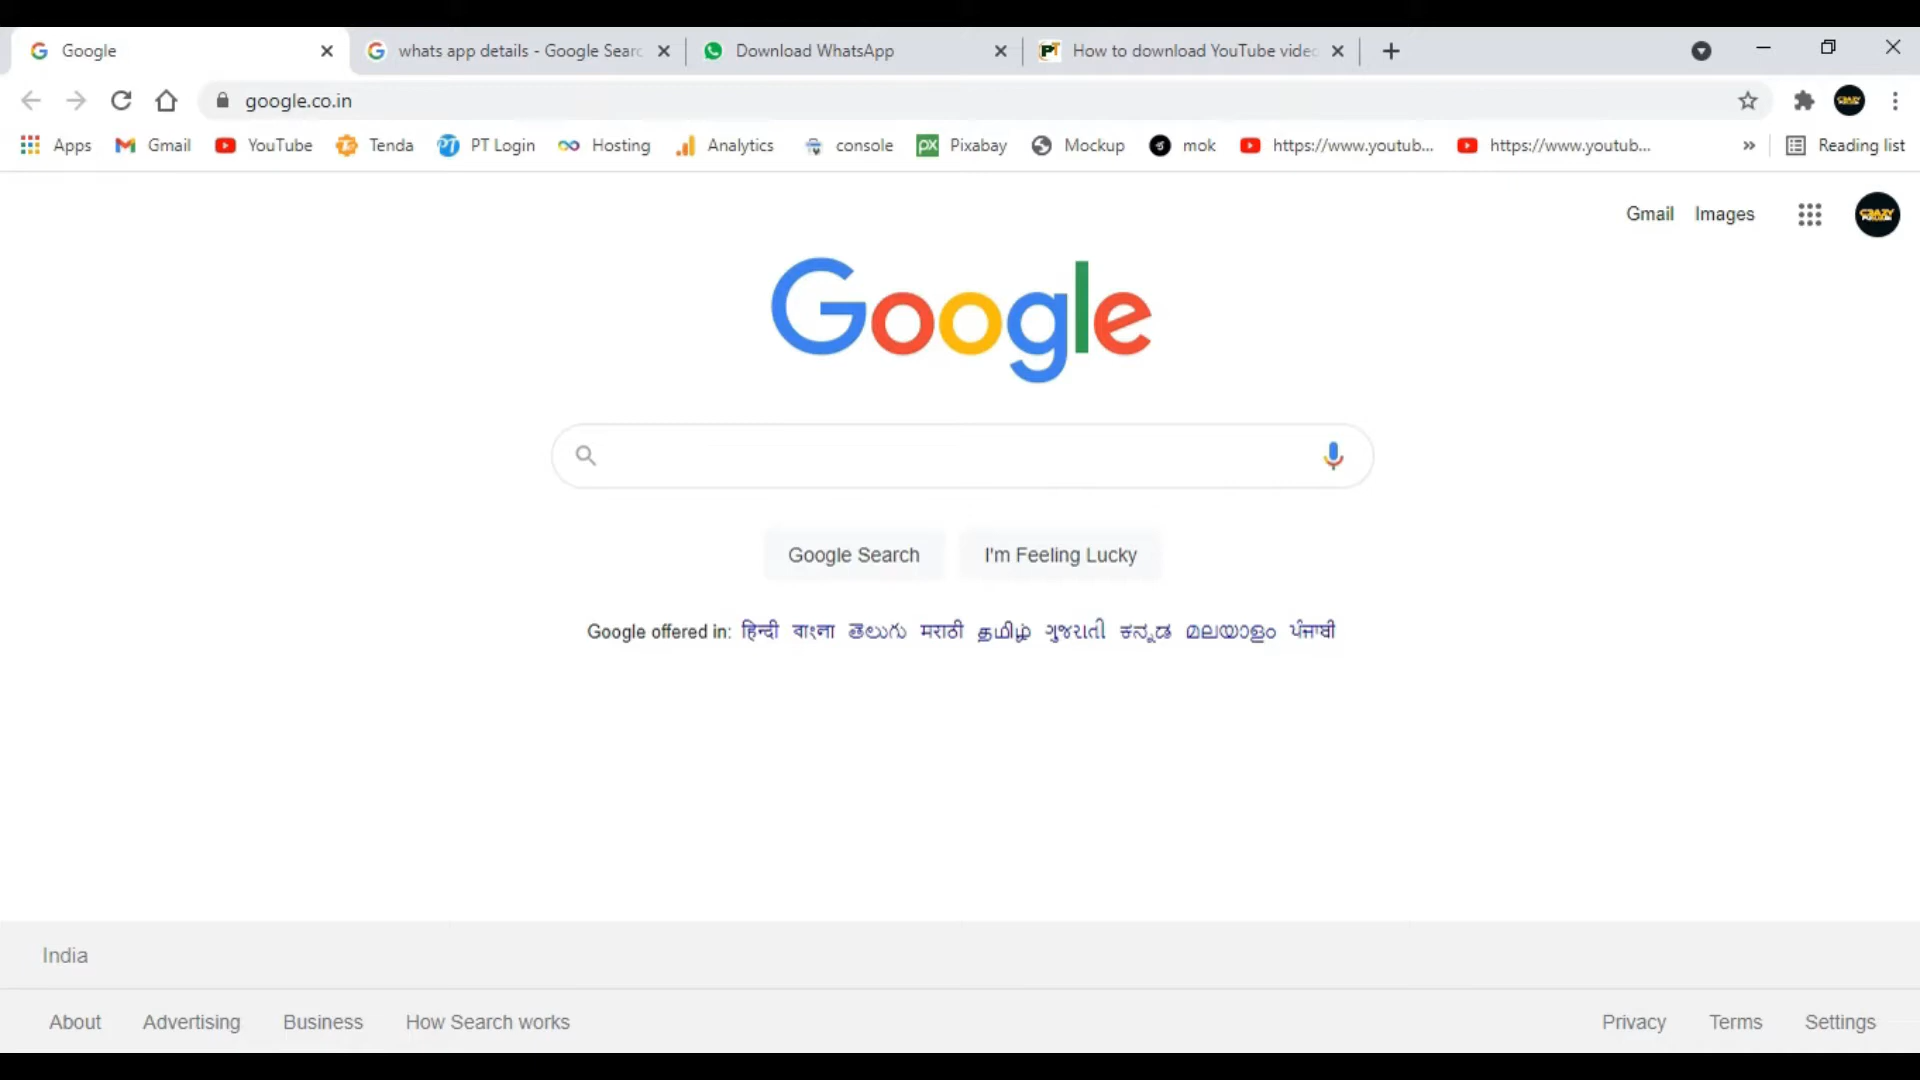 Google whats app details - Google Searc Download WhatsApp How to download YouTube vide
google.co.in
Apps Gmail YouTube Tenda PT Login Hosting Analytics console Pixabay Mockup mok https://www.youtub... https://www.youtub... » Reading list
Gmail Images
Google
Google Search I'm Feeling Lucky
Google offered in: हिन्दी বাংলা తెలుగు मराठी தமிழ் ગુજરાતી ಕನ್ನಡ മലയാളം ਪੰਜਾਬੀ
India
About Advertising Business How Search works Privacy Terms Settings